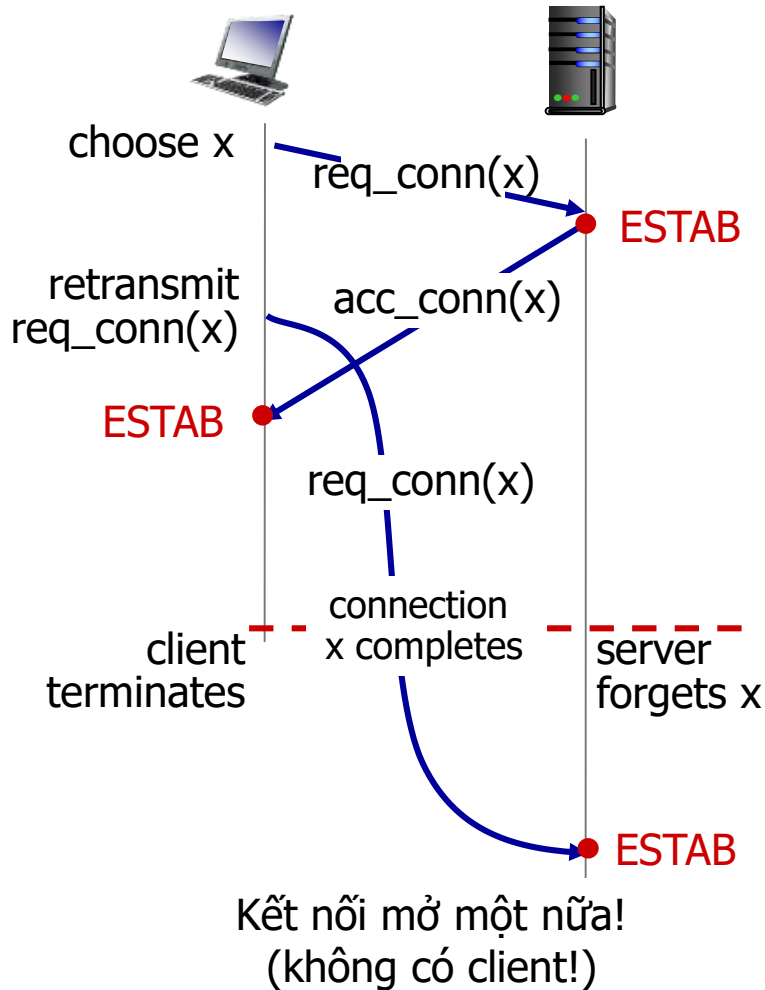 choose x
req_conn(x)
ESTAB
retransmit
req_conn(x)
acc_conn(x)
ESTAB
req_conn(x)
connection
x completes
client
terminates
server
forgets x
ESTAB
Kết nối mở một nữa!
(không có client!)